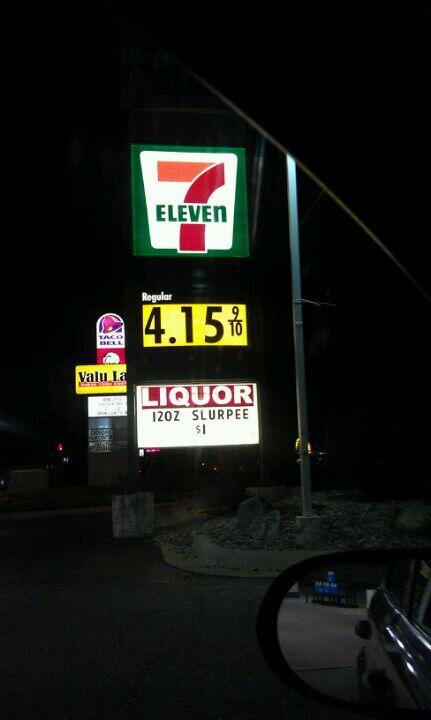 7
ELEVEn
Regular
4.15 9/10
TACO
BELL
Valu La
LIQUOR
12OZ SLURPEE
$1